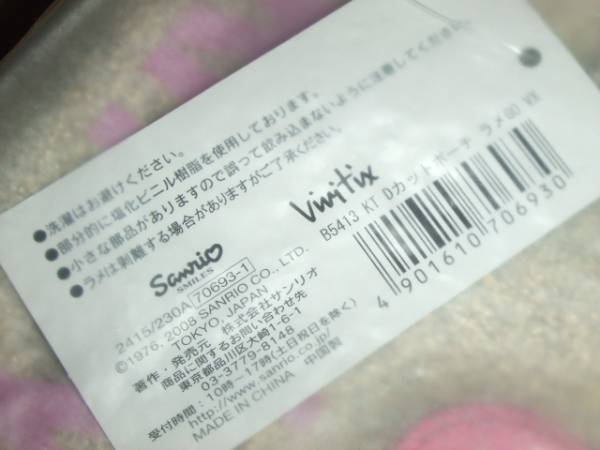 ●洗濯はお避けください。
●部分的に塩化ビニル樹脂を使用しております。
●小さな部品がありますので誤って飲み込まないように注意してください。
●ラメは剥離する場合がありますがご了承ください。
Sanrio
SMILES
Vivitix
B5413 KT Dカットポーチ ラメGO VX
4901610706930
2415/230A 70693-1
©1976, 2008 SANRIO CO., LTD.
TOKYO, JAPAN
著作・発売元 株式会社サンリオ
商品に関するお問い合わせ先
東京都品川区大崎1-6-1
03-3779-8148
受付時間:10時~17時(土日祝日を除く)
http://www.sanrio.co.jp/
MADE IN CHINA 中国製